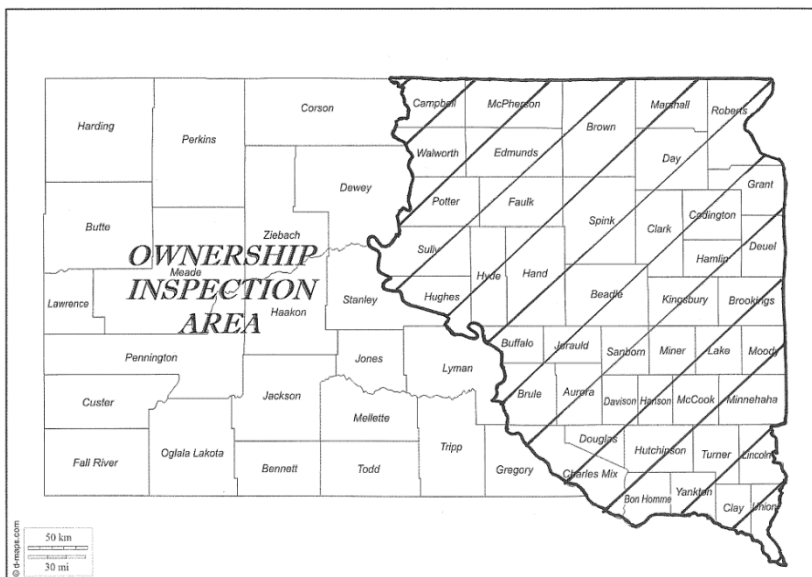 Harding
Perkins
Corson
Campbell
McPherson
Brown
Marshall
Roberts
Walworth
Edmunds
Day
Dewey
Grant
Butte
Ziebach
Potter
Faulk
Spink
Clark
Codington
OWNERSHIP
INSPECTION
AREA
Meade
Sully
Hyde
Hand
Hamlin
Deuel
Lawrence
Haakon
Stanley
Hughes
Beadle
Kingsbury
Brookings
Pennington
Jones
Lyman
Buffalo
Jerauld
Sanborn
Miner
Lake
Moody
Custer
Jackson
Mellette
Brule
Aurora
Davison
Hanson
McCook
Minnehaha
Fall River
Oglala Lakota
Bennett
Todd
Tripp
Gregory
Douglas
Charles Mix
Hutchinson
Turner
Lincoln
Bon Homme
Yankton
Clay
Union
© d-maps.com
50 km
30 mi